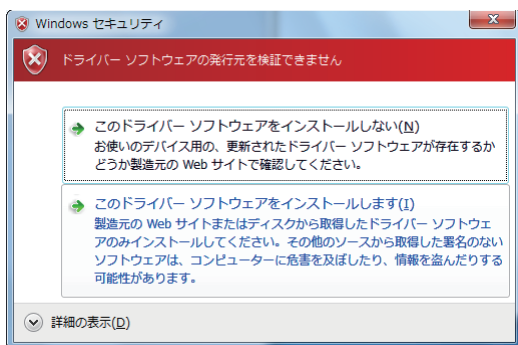 Windows セキュリティ
ドライバー ソフトウェアの発行元を検証できません
このドライバー ソフトウェアをインストールしない(N)
お使いのデバイス用の、更新されたドライバー ソフトウェアが存在するか
どうか製造元の Web サイトで確認してください。
このドライバー ソフトウェアをインストールします(I)
製造元の Web サイトまたはディスクから取得したドライバー ソフトウェ
アのみインストールしてください。その他のソースから取得した署名のない
ソフトウェアは、コンピューターに危害を及ぼしたり、情報を盗んだりする
可能性があります。
詳細の表示(D)